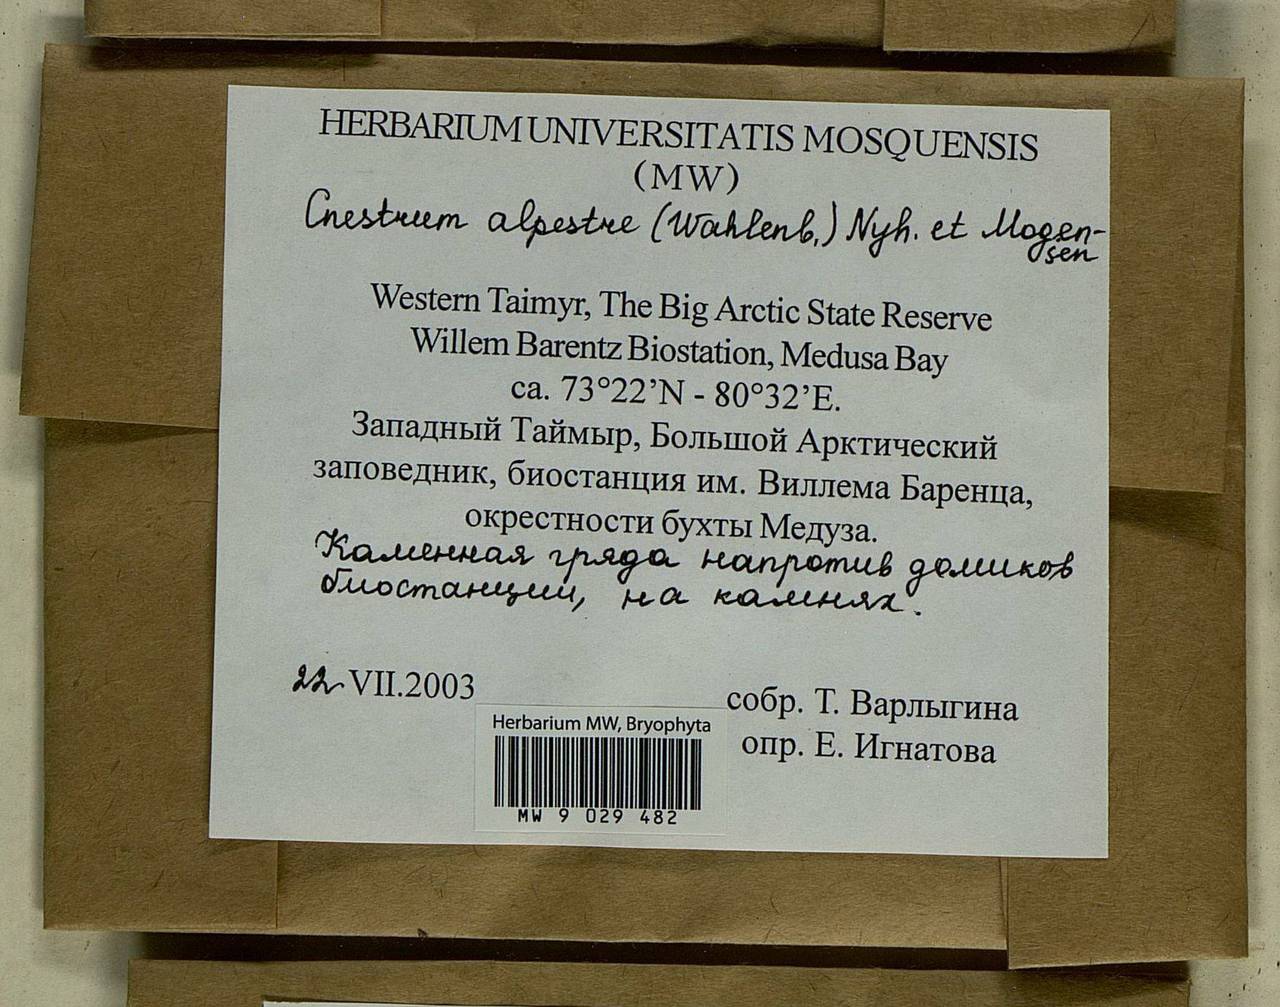 HERBARIUM UNIVERSITATIS MOSQUENSIS
(MW)
Cnestrum alpestre (Wahlenb.) Nyh. et Mogen-
sen
Western Taimyr, The Big Arctic State Reserve
Willem Barentz Biostation, Medusa Bay
ca. 73°22’N - 80°32’E.
Западный Таймыр, Большой Арктический
заповедник, биостанция им. Виллема Баренца,
окрестности бухты Медуза.
Каменная гряда напротив домиков
биостанции, на камнях.
22 VII.2003
собр. Т. Варлыгина
опр. Е. Игнатова
Herbarium MW, Bryophyta
MW 9 029 482